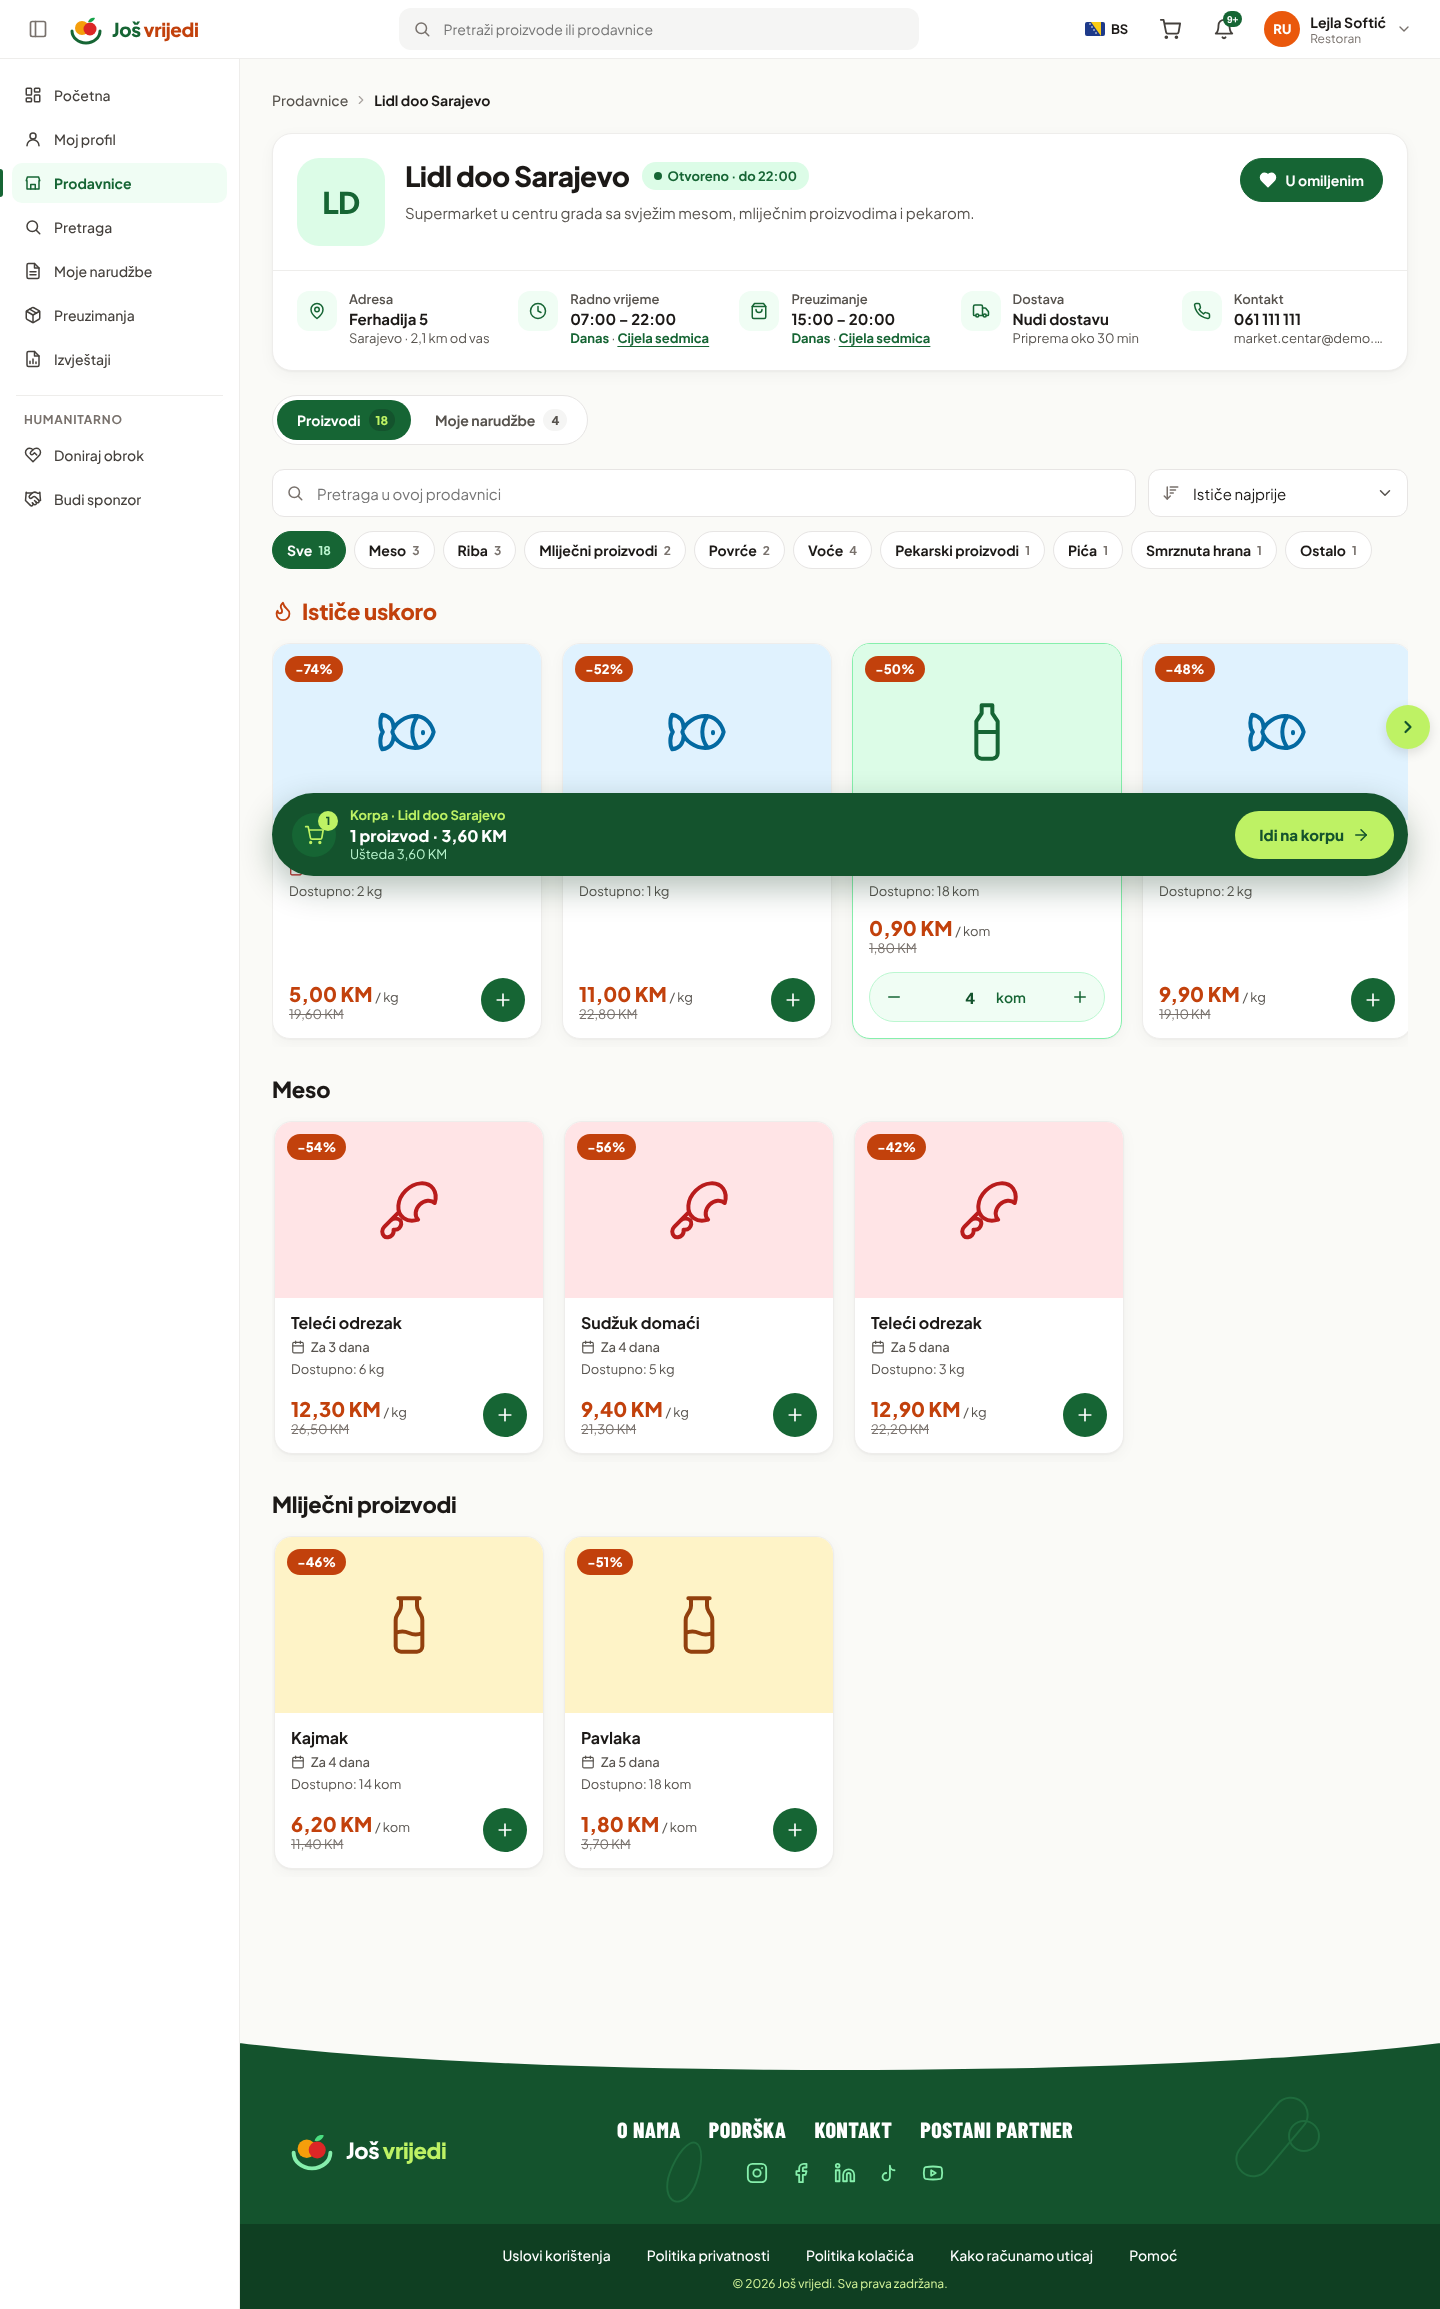 Još vrijedi
Pretraži proizvode ili prodavnice
BS
9+
RU
Lejla Softić
Restoran
Početna
Moj profil
Prodavnice
Pretraga
Moje narudžbe
Preuzimanja
Izvještaji
HUMANITARNO
Doniraj obrok
Budi sponzor
Prodavnice
Lidl doo Sarajevo
LD
Lidl doo Sarajevo
Otvoreno · do 22:00
Supermarket u centru grada sa svježim mesom, mliječnim proizvodima i pekarom.
U omiljenim
Adresa
Ferhadija 5
Sarajevo · 2,1 km od vas
Radno vrijeme
07:00 – 22:00
Danas · Cijela sedmica
Preuzimanje
15:00 – 20:00
Danas · Cijela sedmica
Dostava
Nudi dostavu
Priprema oko 30 min
Kontakt
061 111 111
market.centar@demo....
Proizvodi 18
Moje narudžbe 4
Pretraga u ovoj prodavnici
Ističe najprije
Sve 18
Meso 3
Riba 3
Mliječni proizvodi 2
Povrće 2
Voće 4
Pekarski proizvodi 1
Pića 1
Smrznuta hrana 1
Ostalo 1
Ističe uskoro
-74%
-52%
-50%
-48%
1
Korpa · Lidl doo Sarajevo
1 proizvod · 3,60 KM
Ušteda 3,60 KM
Idi na korpu
Dostupno: 2 kg
5,00 KM / kg
19,60 KM
Dostupno: 1 kg
11,00 KM / kg
22,80 KM
Dostupno: 18 kom
0,90 KM / kom
1,80 KM
4 kom
Dostupno: 2 kg
9,90 KM / kg
19,10 KM
Meso
-54%
Teleći odrezak
Za 3 dana
Dostupno: 6 kg
12,30 KM / kg
26,50 KM
-56%
Sudžuk domaći
Za 4 dana
Dostupno: 5 kg
9,40 KM / kg
21,30 KM
-42%
Teleći odrezak
Za 5 dana
Dostupno: 3 kg
12,90 KM / kg
22,20 KM
Mliječni proizvodi
-46%
Kajmak
Za 4 dana
Dostupno: 14 kom
6,20 KM / kom
11,40 KM
-51%
Pavlaka
Za 5 dana
Dostupno: 18 kom
1,80 KM / kom
3,70 KM
Još vrijedi
O NAMA
PODRŠKA
KONTAKT
POSTANI PARTNER
Uslovi korištenja
Politika privatnosti
Politika kolačića
Kako računamo uticaj
Pomoć
© 2026 Još vrijedi. Sva prava zadržana.